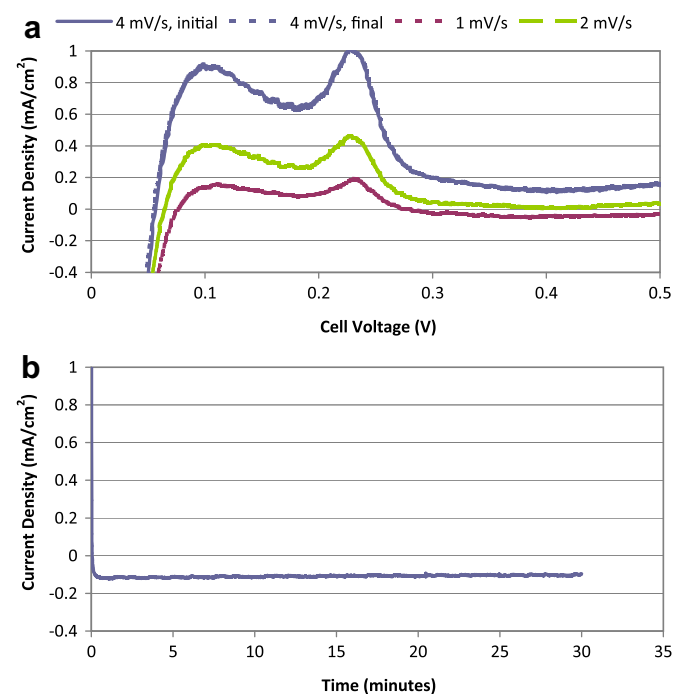 a
4 mV/s, initial 4 mV/s, final 1 mV/s 2 mV/s
1
0.8
0.6
0.4
0.2
0
-0.2
-0.4
Current Density (mA/cm²)
0 0.1 0.2 0.3 0.4 0.5
Cell Voltage (V)
b
1
0.8
0.6
0.4
0.2
0
-0.2
-0.4
Current Density (mA/cm²)
0 5 10 15 20 25 30 35
Time (minutes)